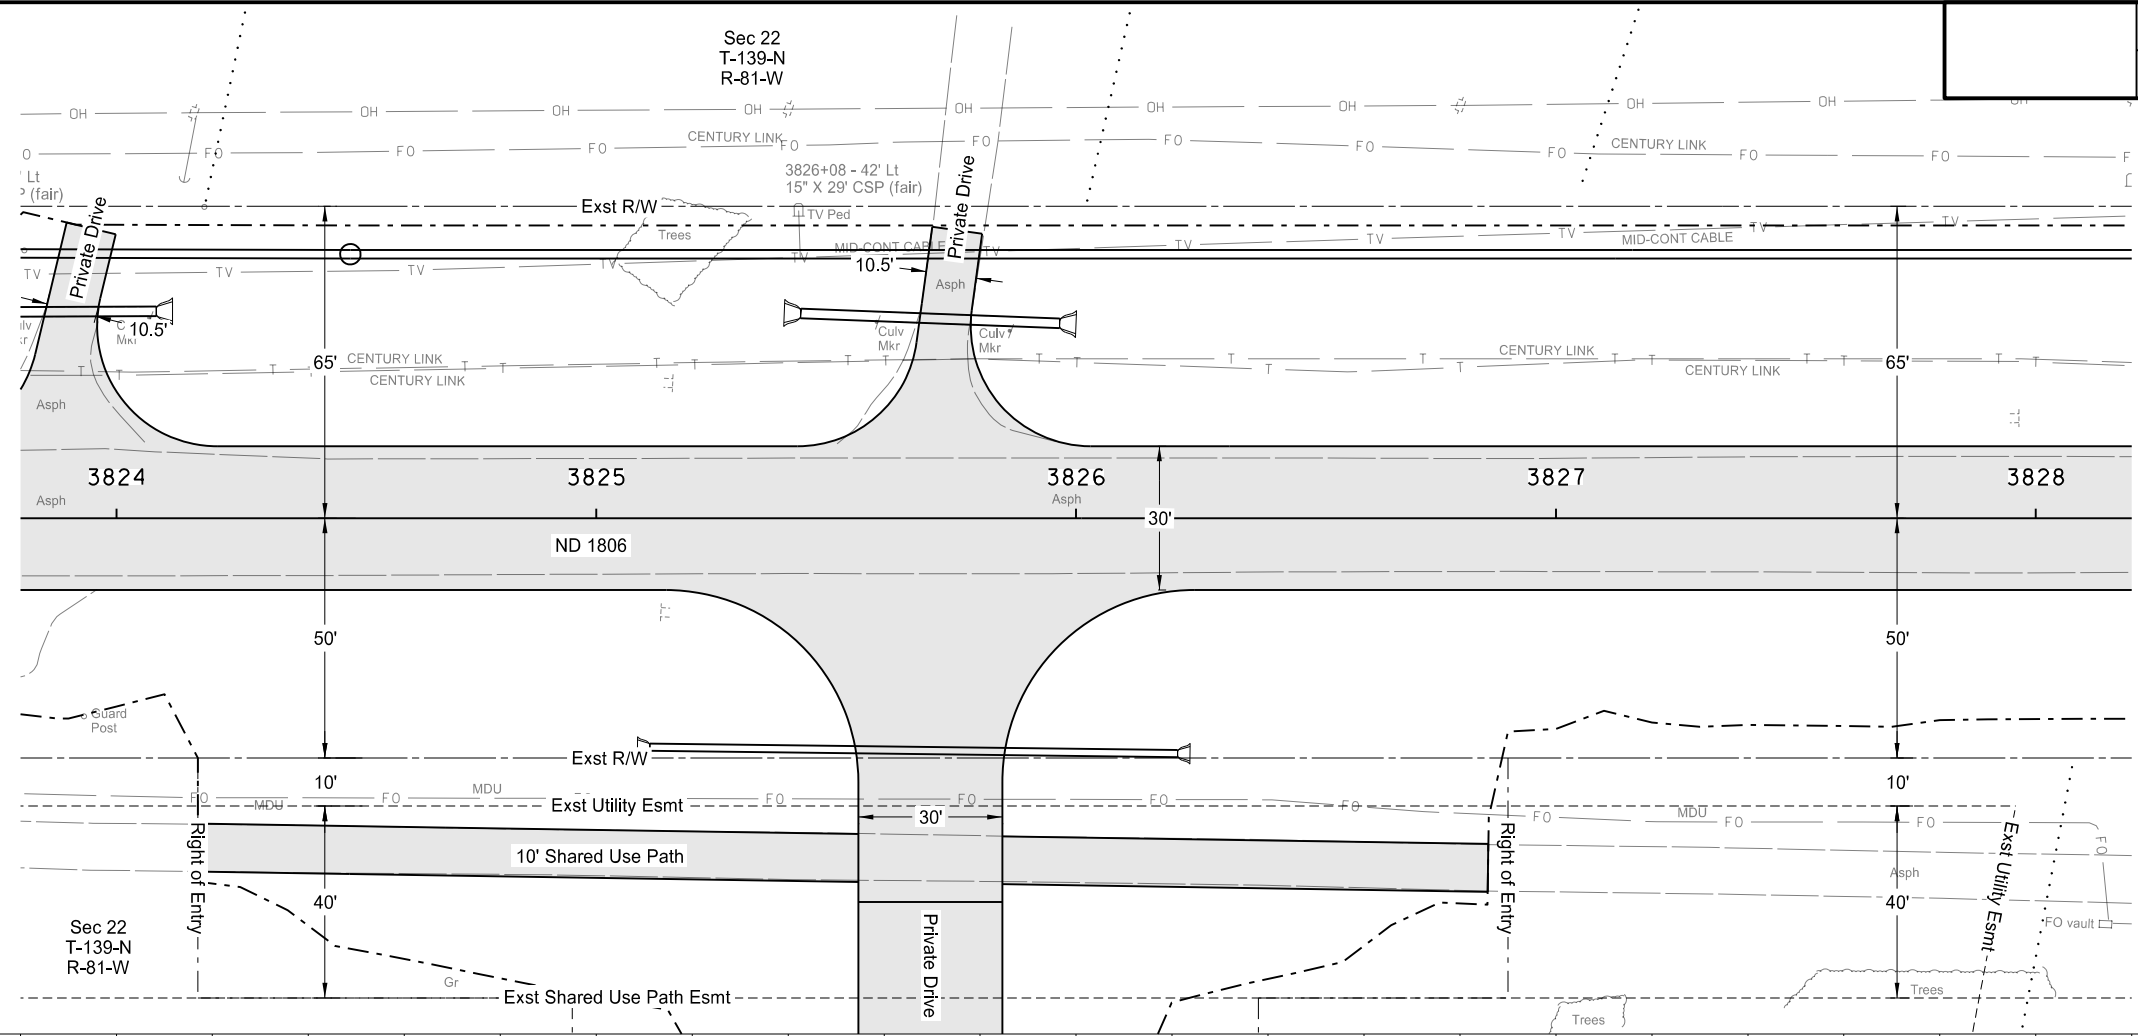 Sec 22
T-139-N
R-81-W
OH OH OH OH OH OH OH OH OH OH
CENTURY LINK
CENTURY LINK
O FO FO FO FO FO FO FO FO FO FO F
' Lt
(fair)
3826+08 - 42' Lt
15" X 29' CSP (fair)
Exst R/W
TV Ped
Trees
Private Drive
Private Drive
MID-CONT CABLE
MID-CONT CABLE
TV TV TV TV TV TV TV TV TV TV
10.5'
Asph
10.5'
Culv
Mkr
Culv
Mkr
65'
65'
CENTURY LINK
CENTURY LINK
CENTURY LINK
CENTURY LINK
T T T T T T T T T T T T T T T T T T
Asph
3824 3825 3826 3827 3828
Asph
Asph
30'
ND 1806
50'
50'
Guard
Post
Exst R/W
10'
10'
FO FO FO FO FO FO FO FO FO FO
MDU
MDU
MDU
Exst Utility Esmt
30'
Right of Entry
Right of Entry
10' Shared Use Path
Exst Utility Esmt
Asph
40'
40'
FO vault
Sec 22
T-139-N
R-81-W
Private Drive
Gr
Exst Shared Use Path Esmt
Trees
Trees